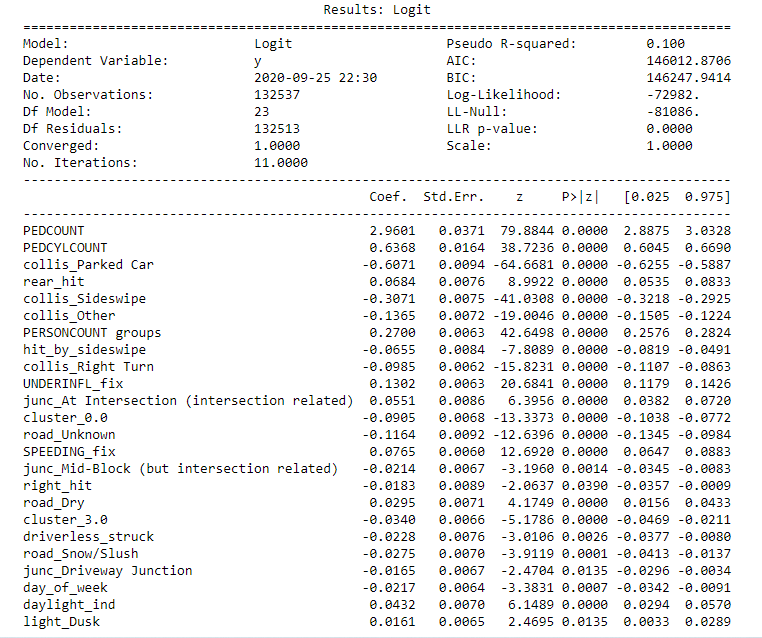 Results: Logit
Model: Logit Pseudo R-squared: 0.100
Dependent Variable: y AIC: 146012.8706
Date: 2020-09-25 22:30 BIC: 146247.9414
No. Observations: 132537 Log-Likelihood: -72982.
Df Model: 23 LL-Null: -81086.
Df Residuals: 132513 LLR p-value: 0.0000
Converged: 1.0000 Scale: 1.0000
No. Iterations: 11.0000
Coef. Std.Err. z P>|z| [0.025 0.975]
PEDCOUNT 2.9601 0.0371 79.8844 0.0000 2.8875 3.0328
PEDCYLCOUNT 0.6368 0.0164 38.7236 0.0000 0.6045 0.6690
collis_Parked Car -0.6071 0.0094 -64.6681 0.0000 -0.6255 -0.5887
rear_hit 0.0684 0.0076 8.9922 0.0000 0.0535 0.0833
collis_Sideswipe -0.3071 0.0075 -41.0308 0.0000 -0.3218 -0.2925
collis_Other -0.1365 0.0072 -19.0046 0.0000 -0.1505 -0.1224
PERSONCOUNT groups 0.2700 0.0063 42.6498 0.0000 0.2576 0.2824
hit_by_sideswipe -0.0655 0.0084 -7.8089 0.0000 -0.0819 -0.0491
collis_Right Turn -0.0985 0.0062 -15.8231 0.0000 -0.1107 -0.0863
UNDERINFL_fix 0.1302 0.0063 20.6841 0.0000 0.1179 0.1426
junc_At Intersection (intersection related) 0.0551 0.0086 6.3956 0.0000 0.0382 0.0720
cluster_0.0 -0.0905 0.0068 -13.3373 0.0000 -0.1038 -0.0772
road_Unknown -0.1164 0.0092 -12.6396 0.0000 -0.1345 -0.0984
SPEEDING_fix 0.0765 0.0060 12.6920 0.0000 0.0647 0.0883
junc_Mid-Block (but intersection related) -0.0214 0.0067 -3.1960 0.0014 -0.0345 -0.0083
right_hit -0.0183 0.0089 -2.0637 0.0390 -0.0357 -0.0009
road_Dry 0.0295 0.0071 4.1749 0.0000 0.0156 0.0433
cluster_3.0 -0.0340 0.0066 -5.1786 0.0000 -0.0469 -0.0211
driverless_struck -0.0228 0.0076 -3.0106 0.0026 -0.0377 -0.0080
road_Snow/Slush -0.0275 0.0070 -3.9119 0.0001 -0.0413 -0.0137
junc_Driveway Junction -0.0165 0.0067 -2.4704 0.0135 -0.0296 -0.0034
day_of_week -0.0217 0.0064 -3.3831 0.0007 -0.0342 -0.0091
daylight_ind 0.0432 0.0070 6.1489 0.0000 0.0294 0.0570
light_Dusk 0.0161 0.0065 2.4695 0.0135 0.0033 0.0289